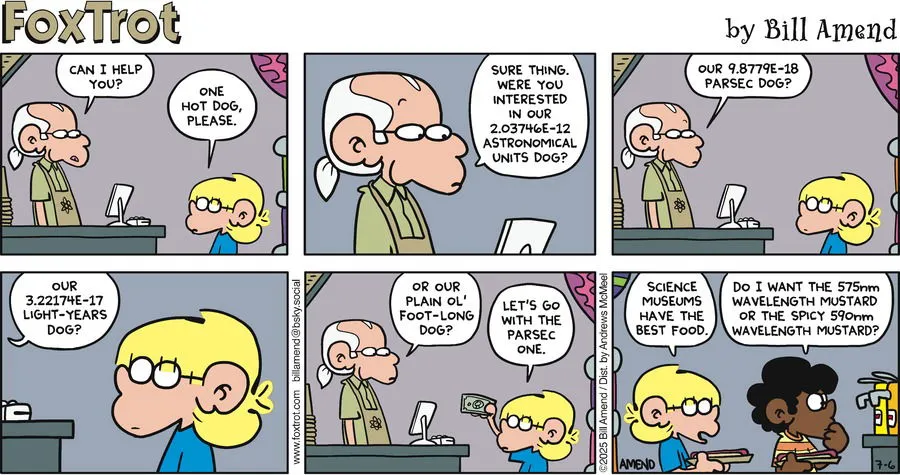 FoxTrot
by Bill Amend
CAN I HELP
YOU?
ONE
HOT DOG,
PLEASE.
SURE THING.
WERE YOU
INTERESTED
IN OUR
2.03746E-12
ASTRONOMICAL
UNITS DOG?
OUR 9.8779E-18
PARSEC DOG?
OUR
3.22174E-17
LIGHT-YEARS
DOG?
www.foxtrot.com billamend@bsky.social
OR OUR
PLAIN OL'
FOOT-LONG
DOG?
LET'S GO
WITH THE
PARSEC
ONE.
©2025 Bill Amend / Dist. by Andrews McMeel
SCIENCE
MUSEUMS
HAVE THE
BEST FOOD.
DO I WANT THE 575nm
WAVELENGTH MUSTARD
OR THE SPICY 590nm
WAVELENGTH MUSTARD?
AMEND
7-6